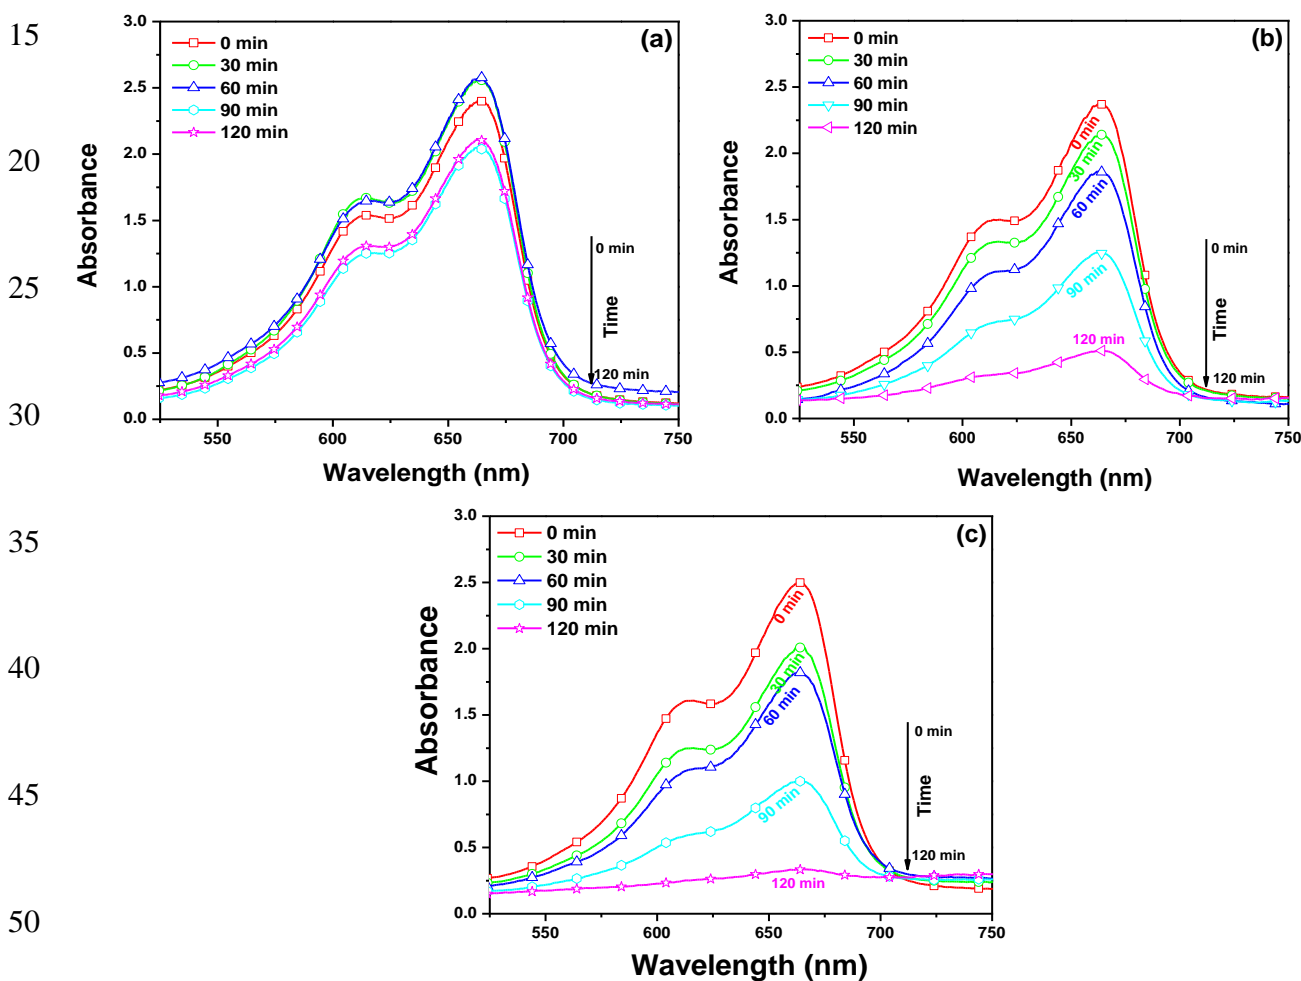 15
20
25
30
35
40
45
50
(a)
0 min
30 min
60 min
90 min
120 min
3.0
2.5
2.0
1.5
1.0
0.5
0.0
Absorbance
0 min
Time
120 min
550
600
650
700
750
Wavelength (nm)
(b)
0 min
30 min
60 min
90 min
120 min
3.0
2.5
2.0
1.5
1.0
0.5
0.0
Absorbance
0 min
30 min
60 min
90 min
120 min
0 min
Time
120 min
550
600
650
700
750
Wavelength (nm)
(c)
0 min
30 min
60 min
90 min
120 min
3.0
2.5
2.0
1.5
1.0
0.5
0.0
Absorbance
0 min
30 min
60 min
90 min
120 min
0 min
Time
120 min
550
600
650
700
750
Wavelength (nm)